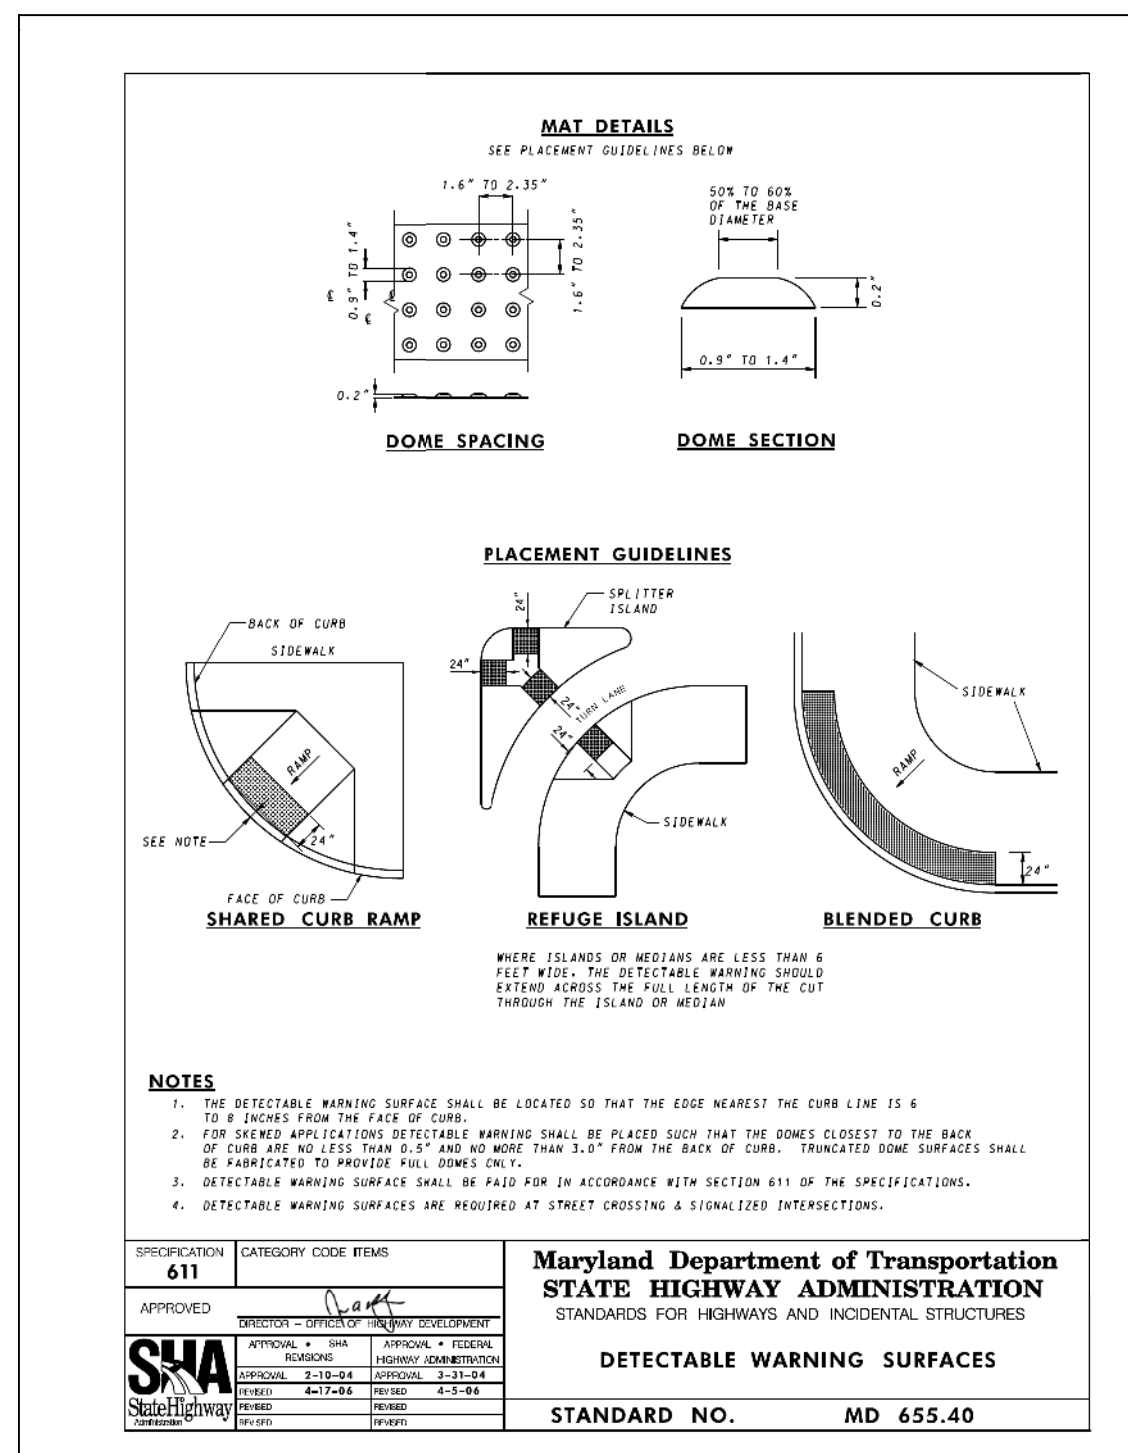 MAT DETAILS
SEE PLACEMENT GUIDELINES BELOW
1.6" TO 2.35"
0.9" TO 1.4"
1.6" TO 2.35"
0.2"
DOME SPACING
50% TO 60%
OF THE BASE
DIAMETER
0.2"
0.9" TO 1.4"
DOME SECTION
PLACEMENT GUIDELINES
BACK OF CURB
SIDEWALK
RAMP
SEE NOTE
24"
FACE OF CURB
SHARED CURB RAMP
24"
SPLITTER
ISLAND
24"
24"
TURN LANE
24"
SIDEWALK
REFUGE ISLAND
WHERE ISLANDS OR MEDIANS ARE LESS THAN 6
FEET WIDE. THE DETECTABLE WARNING SHOULD
EXTEND ACROSS THE FULL LENGTH OF THE CUT
THROUGH THE ISLAND OR MEDIAN
SIDEWALK
RAMP
24"
BLENDED CURB
NOTES
1. THE DETECTABLE WARNING SURFACE SHALL BE LOCATED SO THAT THE EDGE NEAREST THE CURB LINE IS 6
TO 8 INCHES FROM THE FACE OF CURB.
2. FOR SKEWED APPLICATIONS DETECTABLE WARNING SHALL BE PLACED SUCH THAT THE DOMES CLOSEST TO THE BACK
OF CURB ARE NO LESS THAN 0.5" AND NO MORE THAN 3.0" FROM THE BACK OF CURB. TRUNCATED DOME SURFACES SHALL
BE FABRICATED TO PROVIDE FULL DOMES ONLY.
3. DETECTABLE WARNING SURFACE SHALL BE PAID FOR IN ACCORDANCE WITH SECTION 611 OF THE SPECIFICATIONS.
4. DETECTABLE WARNING SURFACES ARE REQUIRED AT STREET CROSSING & SIGNALIZED INTERSECTIONS.
SPECIFICATION
611
CATEGORY CODE ITEMS
APPROVED
DIRECTOR - OFFICE OF HIGHWAY DEVELOPMENT
SHA
StateHighway
Administration
APPROVAL • SHA
REVISIONS
APPROVAL 2-10-04
REVISED 4-17-06
REVISED
REVISED
APPROVAL • FEDERAL
HIGHWAY ADMINISTRATION
APPROVAL 3-31-04
REVISED 4-5-06
REVISED
REVISED
Maryland Department of Transportation
STATE HIGHWAY ADMINISTRATION
STANDARDS FOR HIGHWAYS AND INCIDENTAL STRUCTURES
DETECTABLE WARNING SURFACES
STANDARD NO. MD 655.40